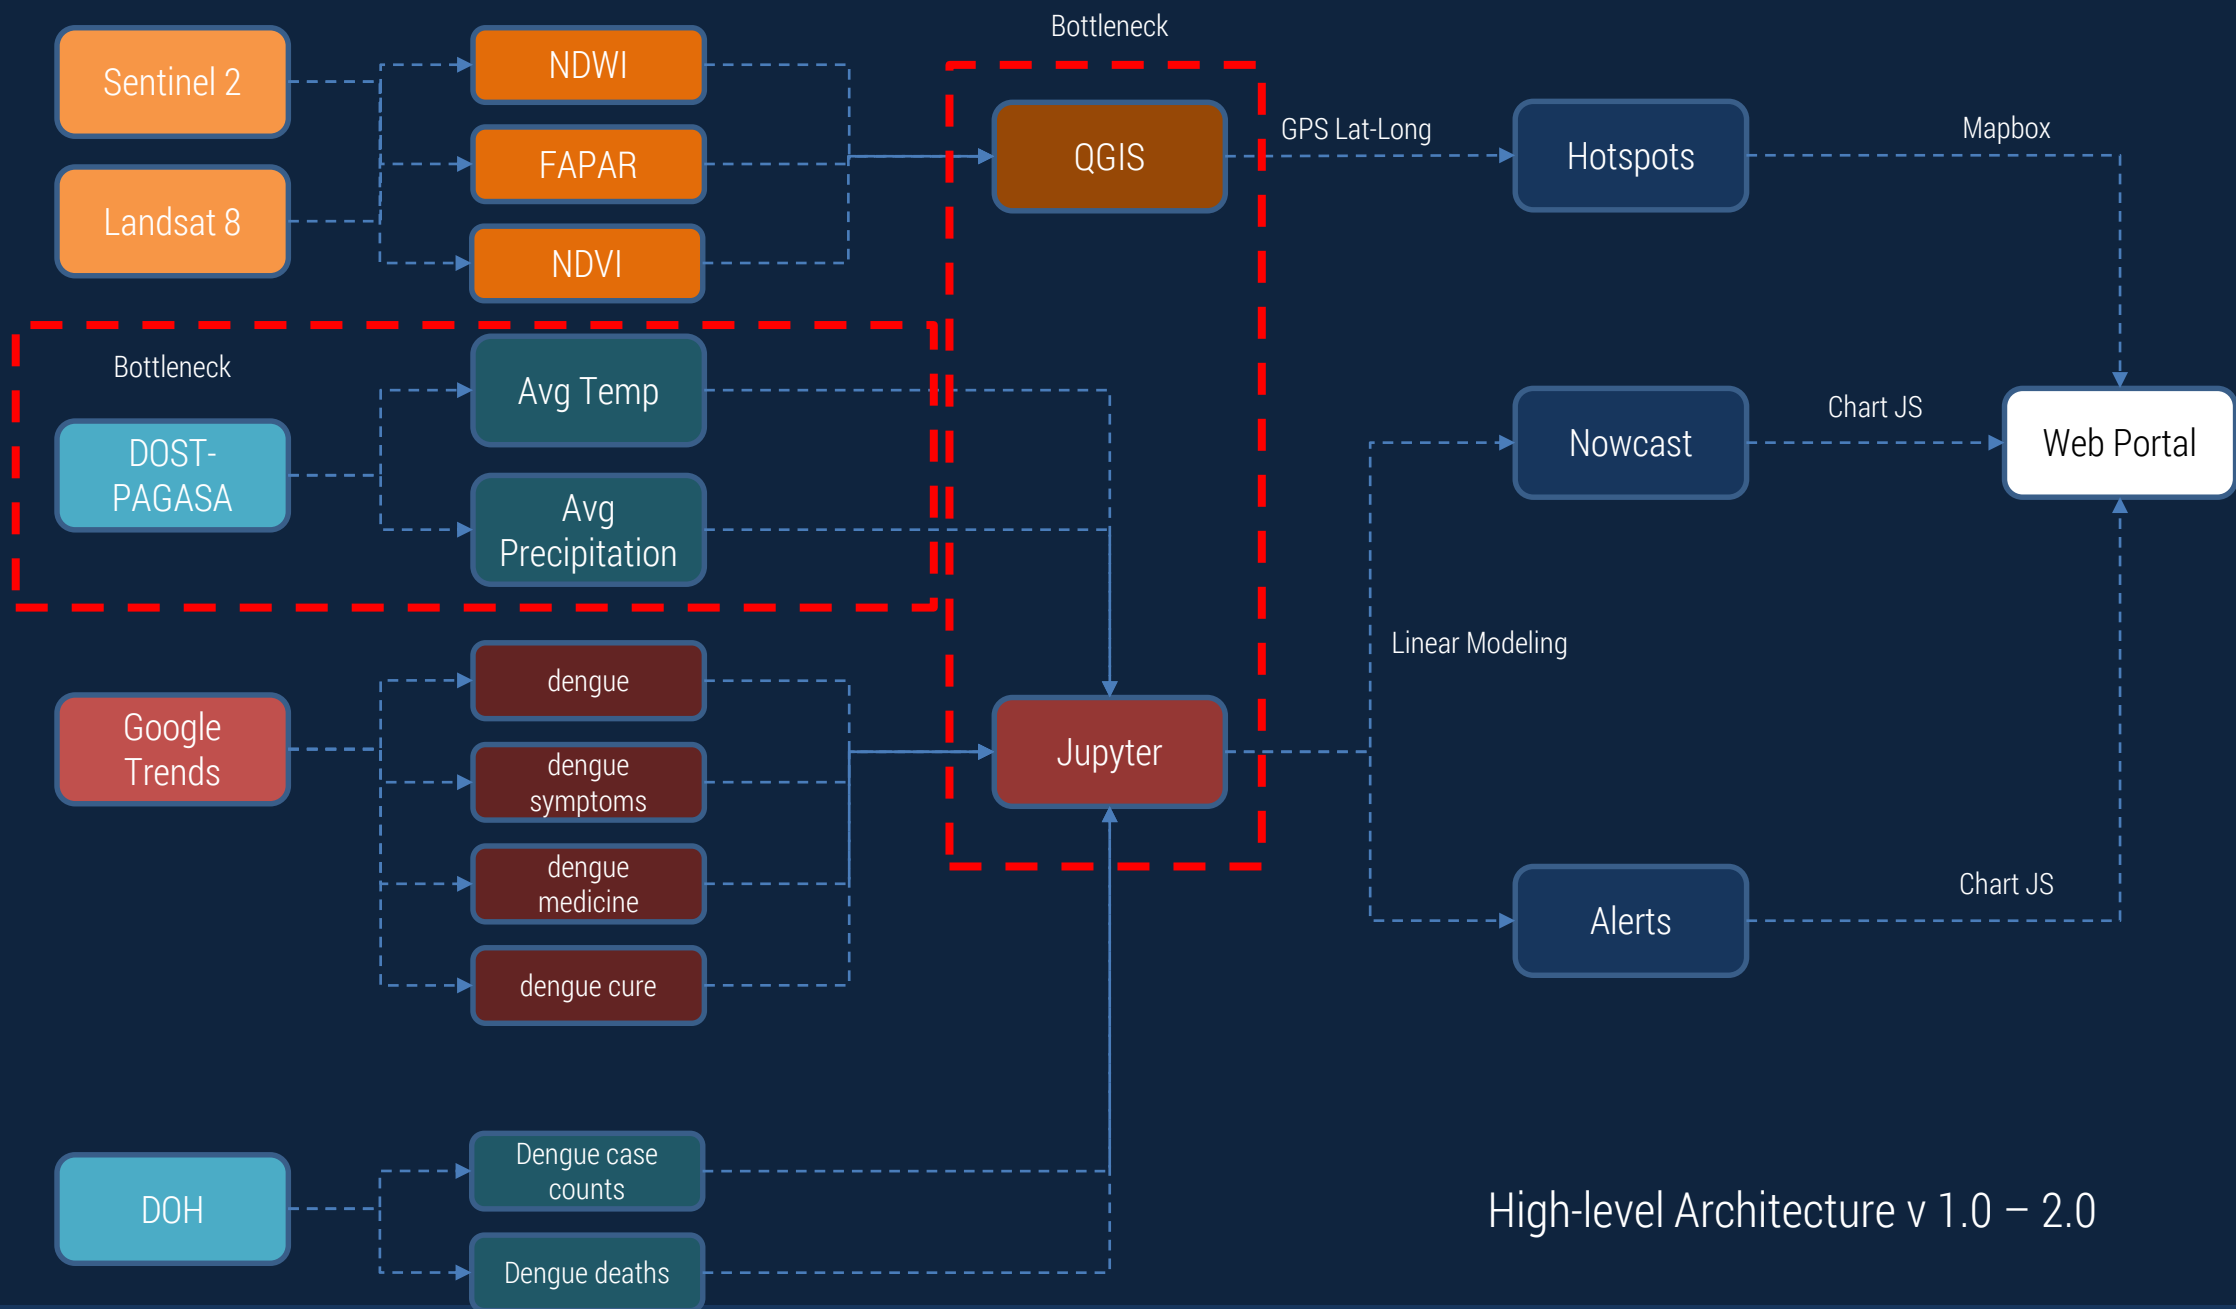 Bottleneck
Sentinel 2
NDWI
FAPAR
Landsat 8
NDVI
QGIS
GPS Lat-Long
Hotspots
Mapbox
Bottleneck
DOST-
PAGASA
Avg Temp
Avg
Precipitation
Nowcast
Chart JS
Web Portal
Linear Modeling
Google
Trends
dengue
dengue
symptoms
dengue
medicine
dengue cure
Jupyter
Alerts
Chart JS
DOH
Dengue case
counts
Dengue deaths
High-level Architecture v 1.0 – 2.0